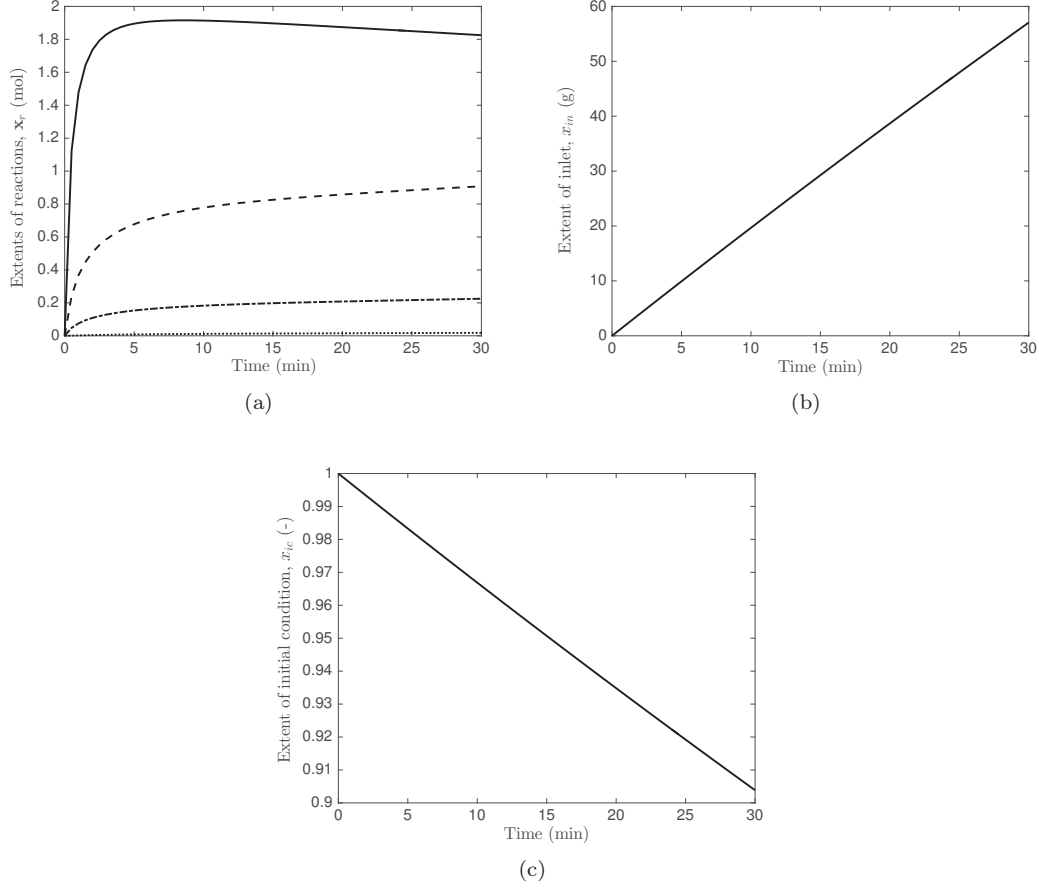 Extents of reactions, x_r (mol)
2
1.8
1.6
1.4
1.2
1
0.8
0.6
0.4
0.2
0
0 5 10 15 20 25 30
Time (min)
(a)
Extent of inlet, x_in (g)
60
50
40
30
20
10
0
0 5 10 15 20 25 30
Time (min)
(b)
Extent of initial condition, x_ic (-)
1
0.99
0.98
0.97
0.96
0.95
0.94
0.93
0.92
0.91
0.9
0 5 10 15 20 25 30
Time (min)
(c)